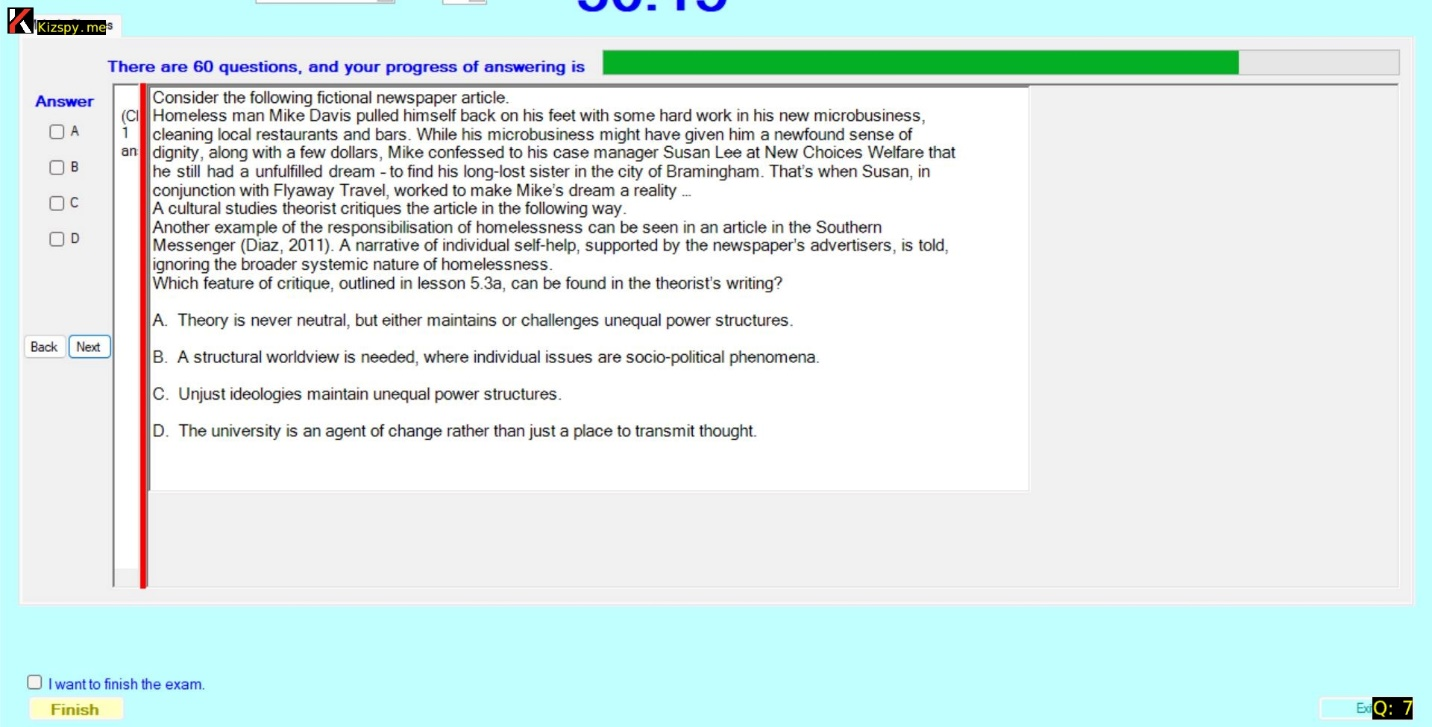 Kizspy.me
There are 60 questions, and your progress of answering is
Answer
A
B
C
D
Back Next
1
Consider the following fictional newspaper article.
Homeless man Mike Davis pulled himself back on his feet with some hard work in his new microbusiness,
cleaning local restaurants and bars. While his microbusiness might have given him a newfound sense of
dignity, along with a few dollars, Mike confessed to his case manager Susan Lee at New Choices Welfare that
he still had a unfulfilled dream - to find his long-lost sister in the city of Bramingham. That's when Susan, in
conjunction with Flyaway Travel, worked to make Mike's dream a reality ...
A cultural studies theorist critiques the article in the following way.
Another example of the responsibilisation of homelessness can be seen in an article in the Southern
Messenger (Diaz, 2011). A narrative of individual self-help, supported by the newspaper's advertisers, is told,
ignoring the broader systemic nature of homelessness.
Which feature of critique, outlined in lesson 5.3a, can be found in the theorist's writing?
A. Theory is never neutral, but either maintains or challenges unequal power structures.
B. A structural worldview is needed, where individual issues are socio-political phenomena.
C. Unjust ideologies maintain unequal power structures.
D. The university is an agent of change rather than just a place to transmit thought.
I want to finish the exam.
Finish
Q: 7